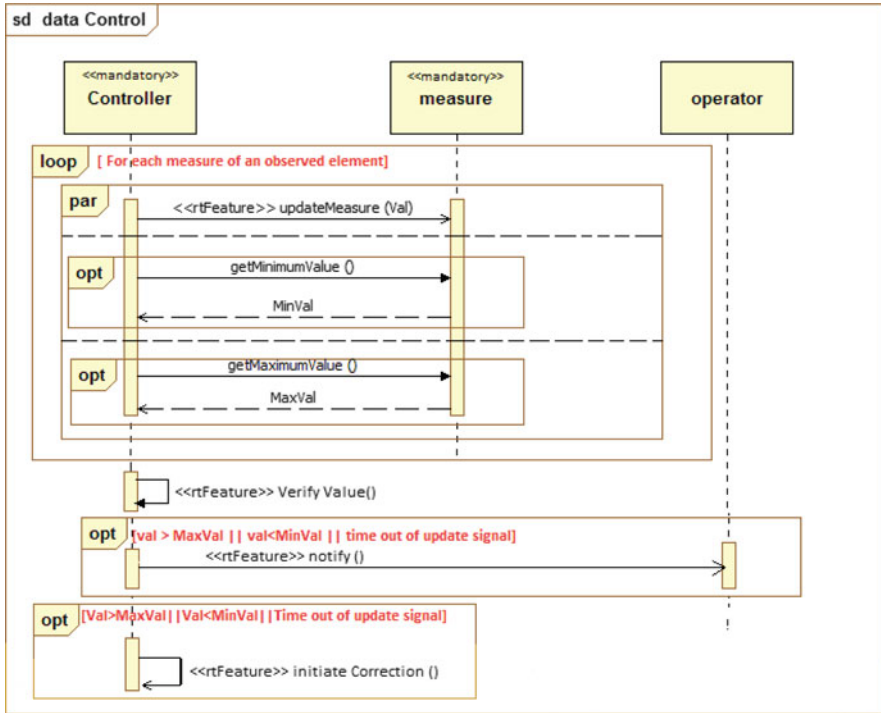 sd data Control
<<mandatory>>
Controller
<<mandatory>>
measure
operator
loop
[ For each measure of an observed element]
par
<<rtFeature>> updateMeasure (Val)
opt
getMinimumValue ()
MinVal
opt
getMaximumValue ()
MaxVal
<<rtFeature>> Verify Value()
opt
[val > MaxVal || val<MinVal || time out of update signal]
<<rtFeature>> notify ()
opt
[Val>MaxVal||Val<MinVal||Time out of update signal]
<<rtFeature>> initiate Correction ()